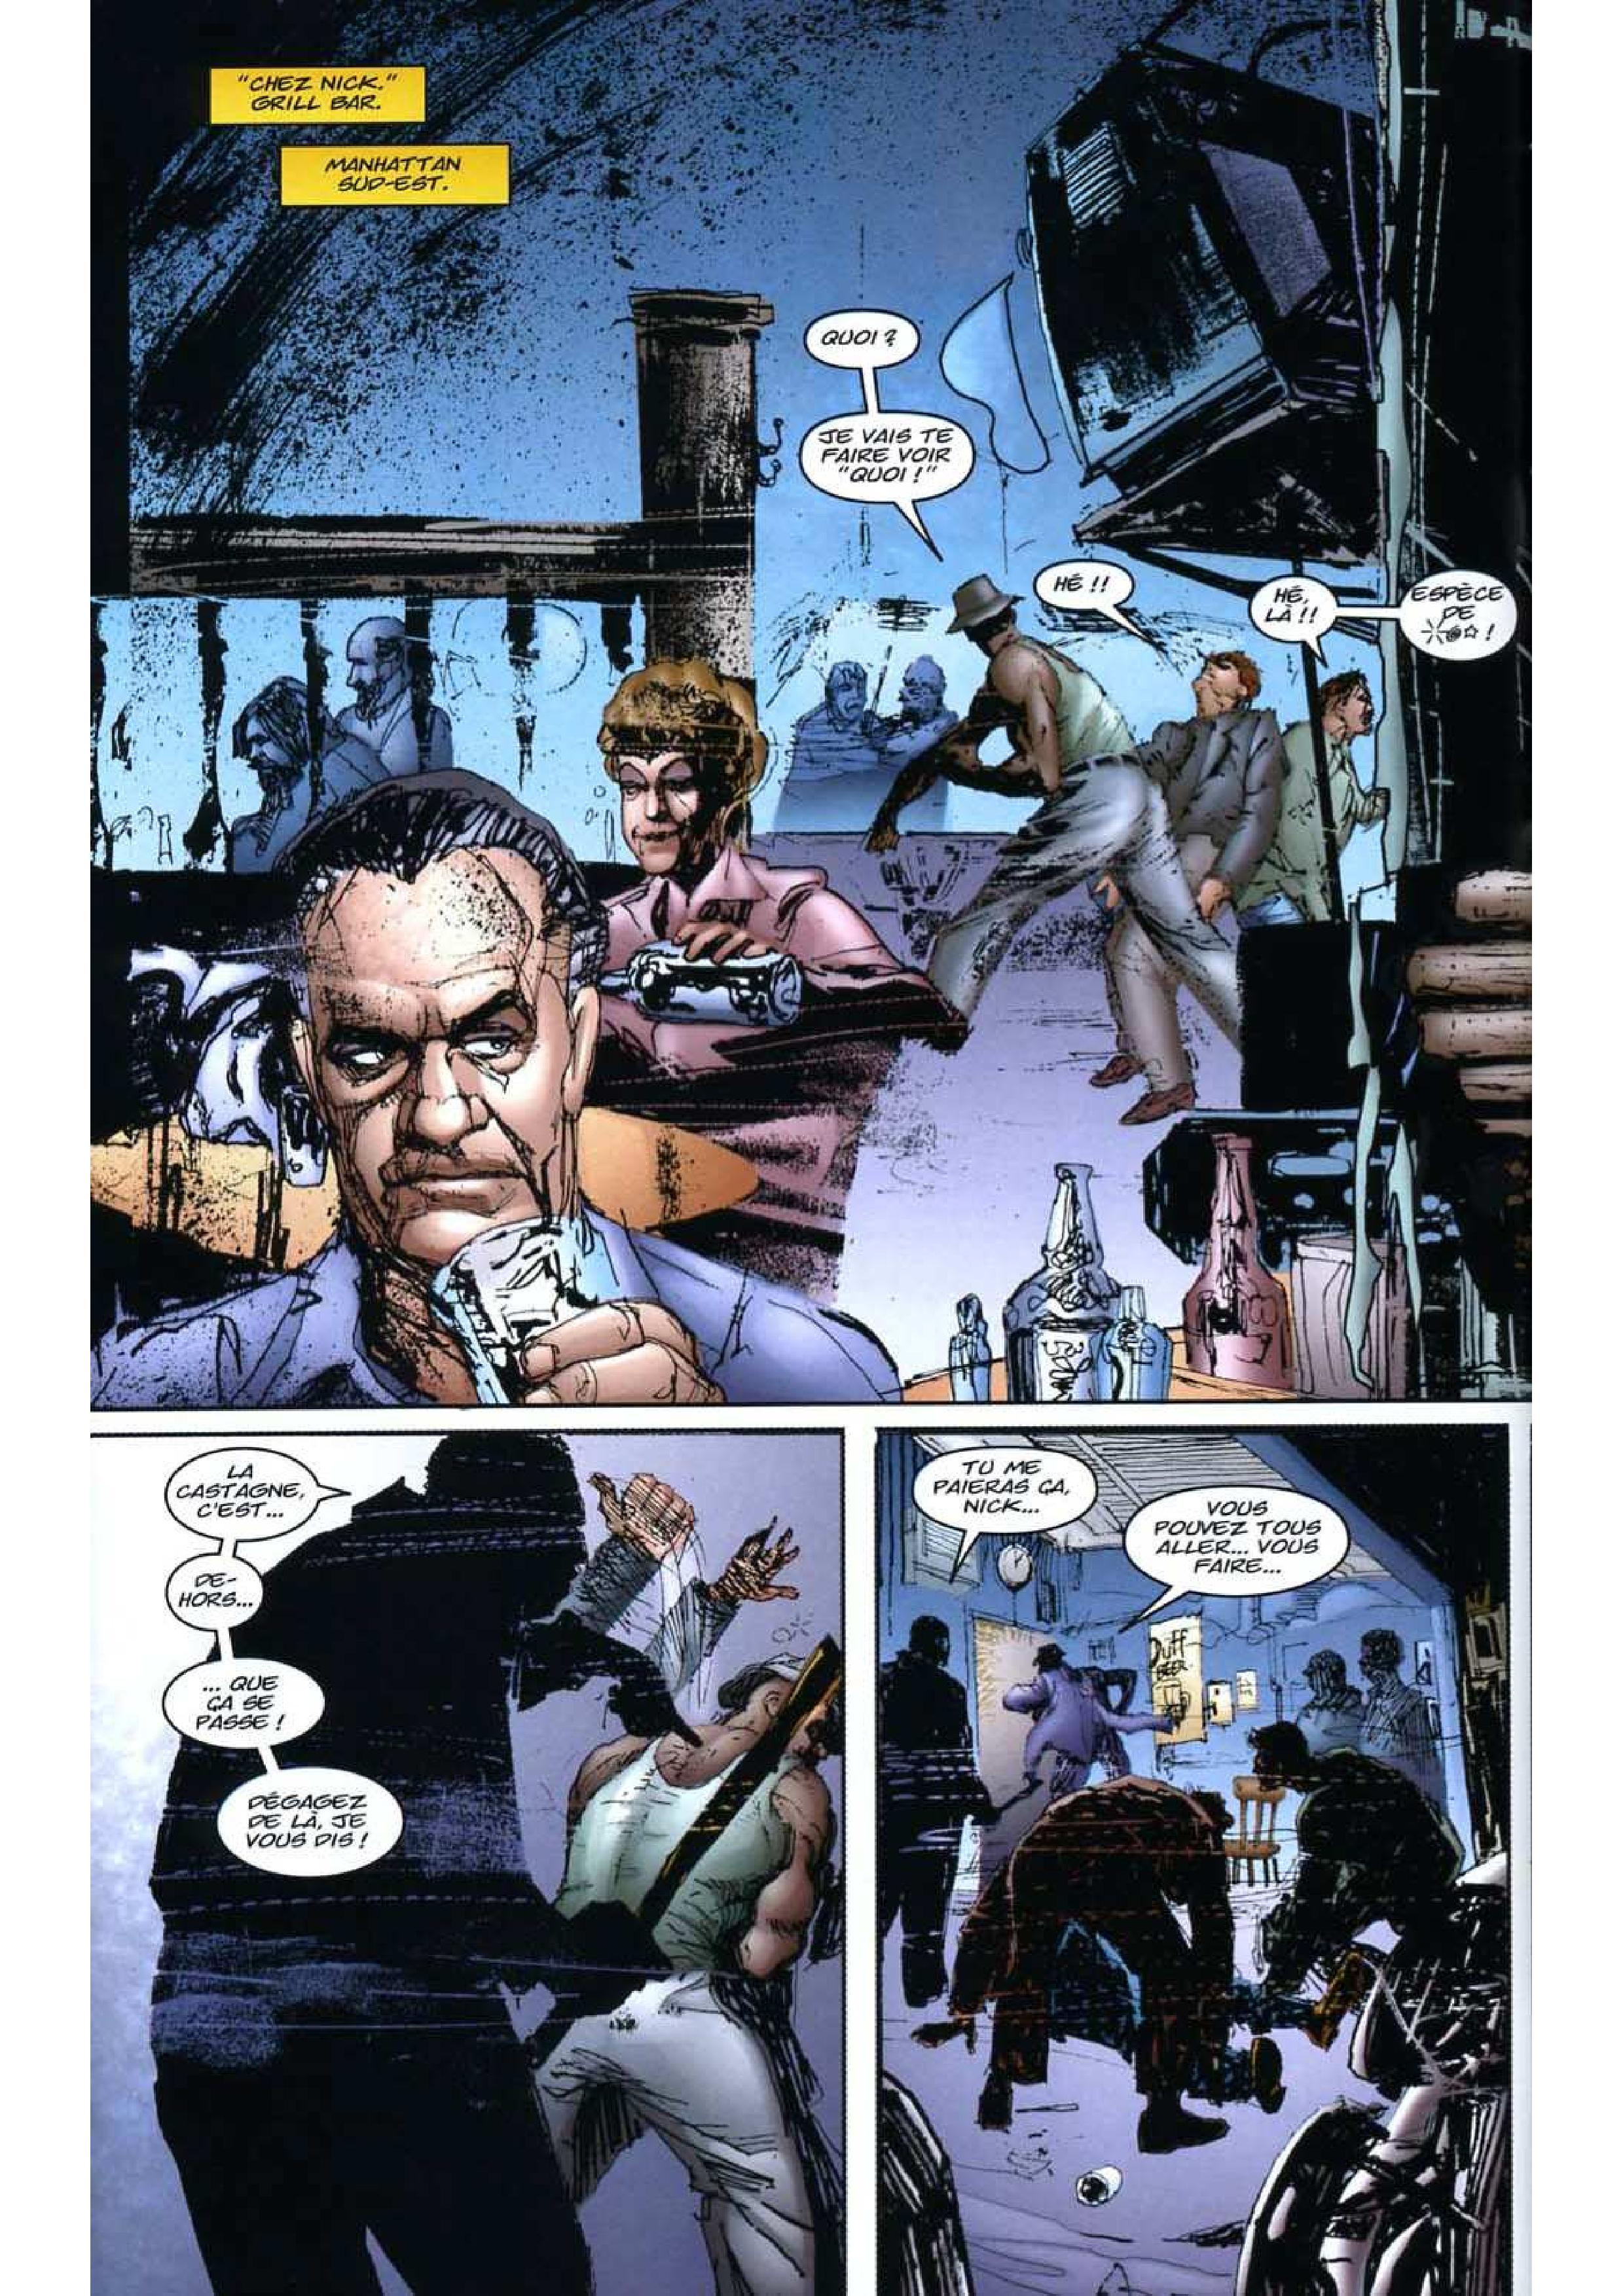 "CHEZ NICK."
GRILL BAR.
MANHATTAN
SUD-EST.
QUOI ?
JE VAIS TE
FAIRE VOIR
"QUOI !"
HÉ !!
HÉ,
LÀ !!
ESPÈCE
DE
!
LA
CASTAGNE,
C'EST...
DE-
HORS...
... QUE
ÇA SE
PASSE !
DÉGAGEZ
DE LÀ, JE
VOUS DIS !
TU ME
PAIERAS ÇA,
NICK...
VOUS
POUVEZ TOUS
ALLER... VOUS
FAIRE...
Duff
BEER